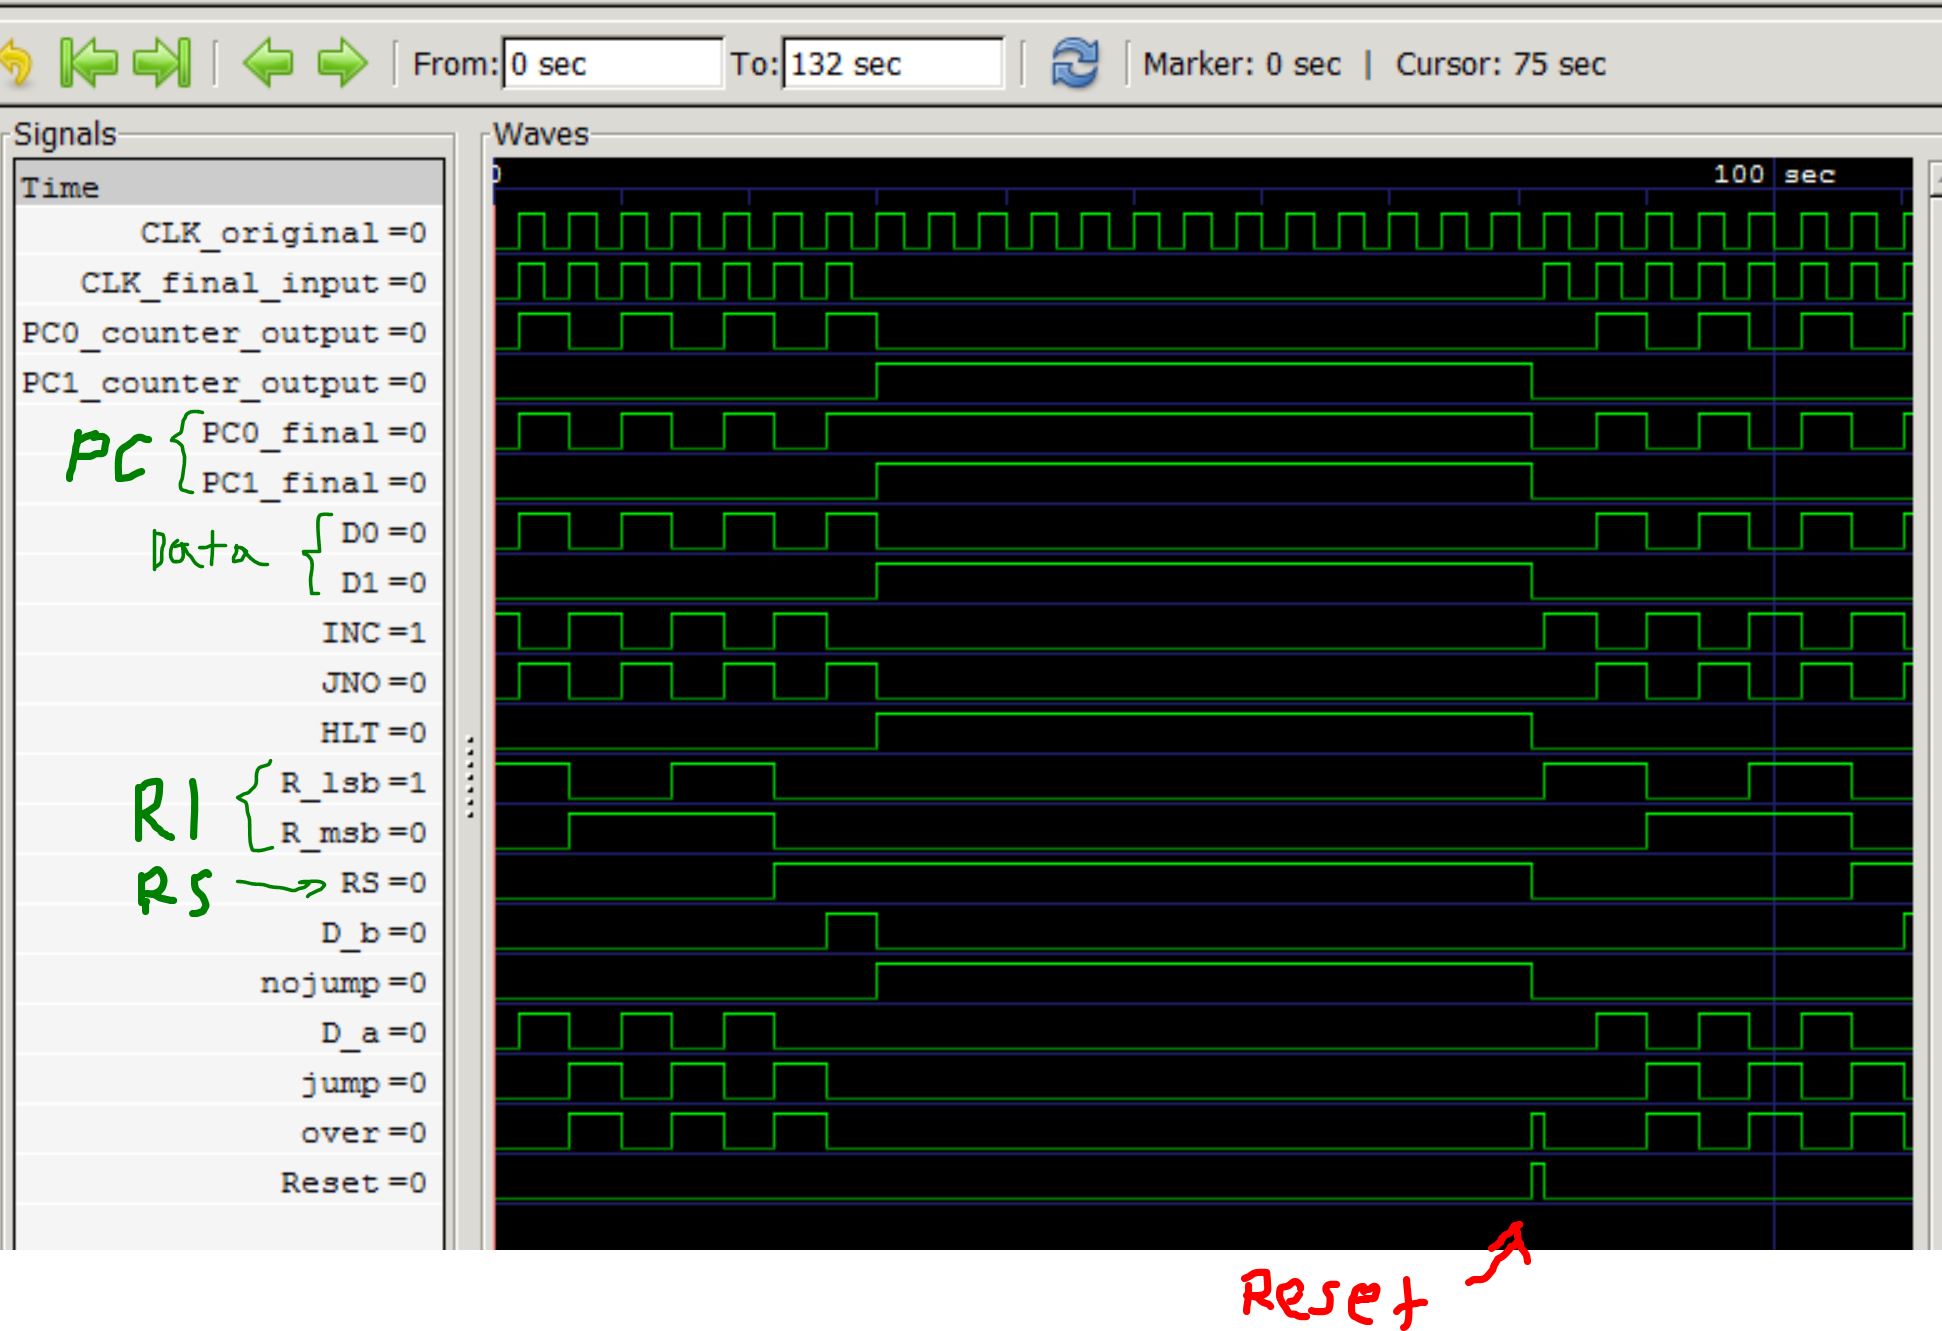 From: 0 sec To: 132 sec Marker: 0 sec | Cursor: 75 sec
Signals Waves
Time 0 100 sec
CLK_original=0
CLK_final_input=0
PC0_counter_output=0
PC1_counter_output=0
PC PC0_final=0
PC1_final=0
Data D0=0
D1=0
INC=1
JNO=0
HLT=0
R1 R_lsb=1
R_msb=0
RS RS=0
D_b=0
nojump=0
D_a=0
jump=0
over=0
Reset=0
Reset